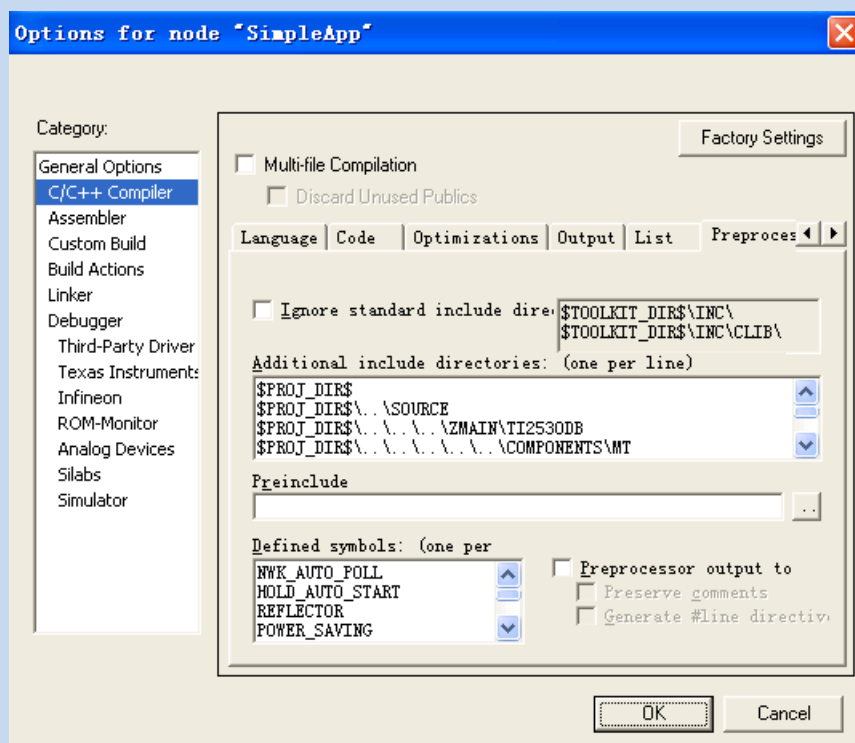 Options for node "SimpleApp"
Category:
General Options
C/C++ Compiler
Assembler
Custom Build
Build Actions
Linker
Debugger
Third-Party Driver
Texas Instruments
Infineon
ROM-Monitor
Analog Devices
Silabs
Simulator
Factory Settings
Multi-file Compilation
Discard Unused Publics
Language Code Optimizations Output List Preproces
Ignore standard include dire
$TOOLKIT_DIR$\INC\
$TOOLKIT_DIR$\INC\CLIB\
Additional include directories: (one per line)
$PROJ_DIR$
$PROJ_DIR$\..\SOURCE
$PROJ_DIR$\..\..\..\ZMAIN\TI2530DB
$PROJ_DIR$\..\..\..\..\..\COMPONENTS\MT
Preinclude
..
Defined symbols: (one per
NWK_AUTO_POLL
HOLD_AUTO_START
REFLECTOR
POWER_SAVING
Preprocessor output to
Preserve comments
Generate #line directiv
OK Cancel